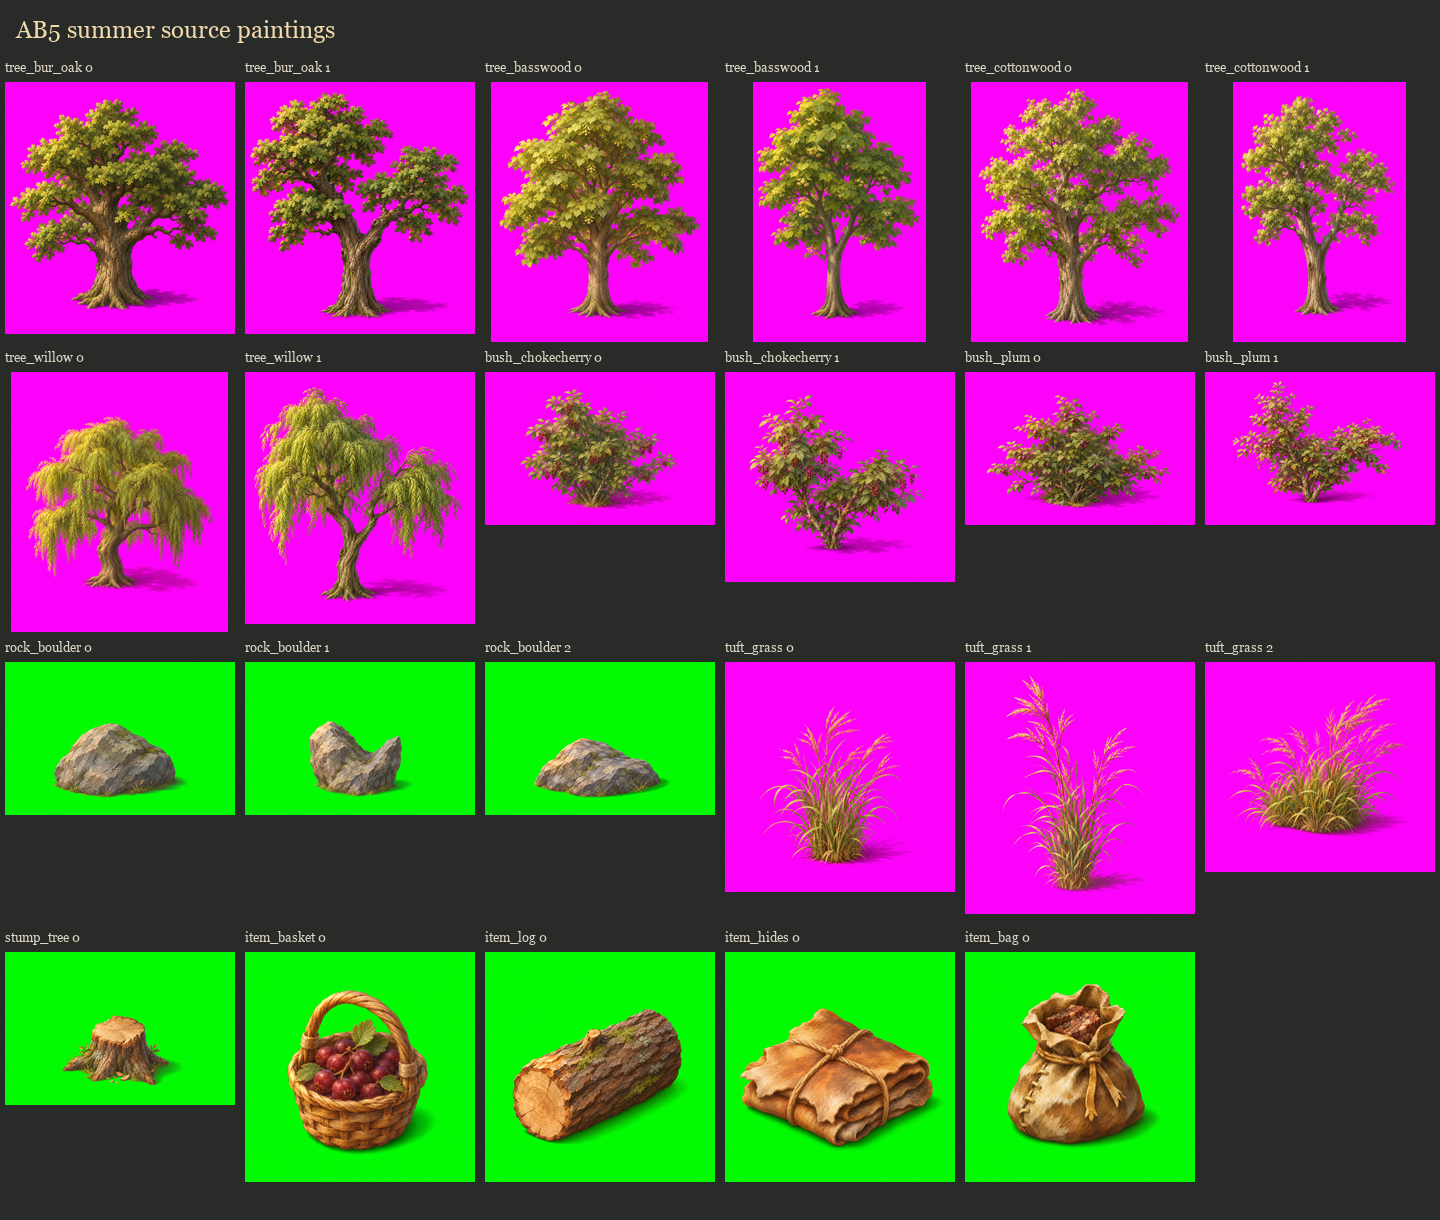 AB5 summer source paintings
tree_bur_oak 0
tree_bur_oak 1
tree_basswood 0
tree_basswood 1
tree_cottonwood 0
tree_cottonwood 1
tree_willow 0
tree_willow 1
bush_chokecherry 0
bush_chokecherry 1
bush_plum 0
bush_plum 1
rock_boulder 0
rock_boulder 1
rock_boulder 2
tuft_grass 0
tuft_grass 1
tuft_grass 2
stump_tree 0
item_basket 0
item_log 0
item_hides 0
item_bag 0